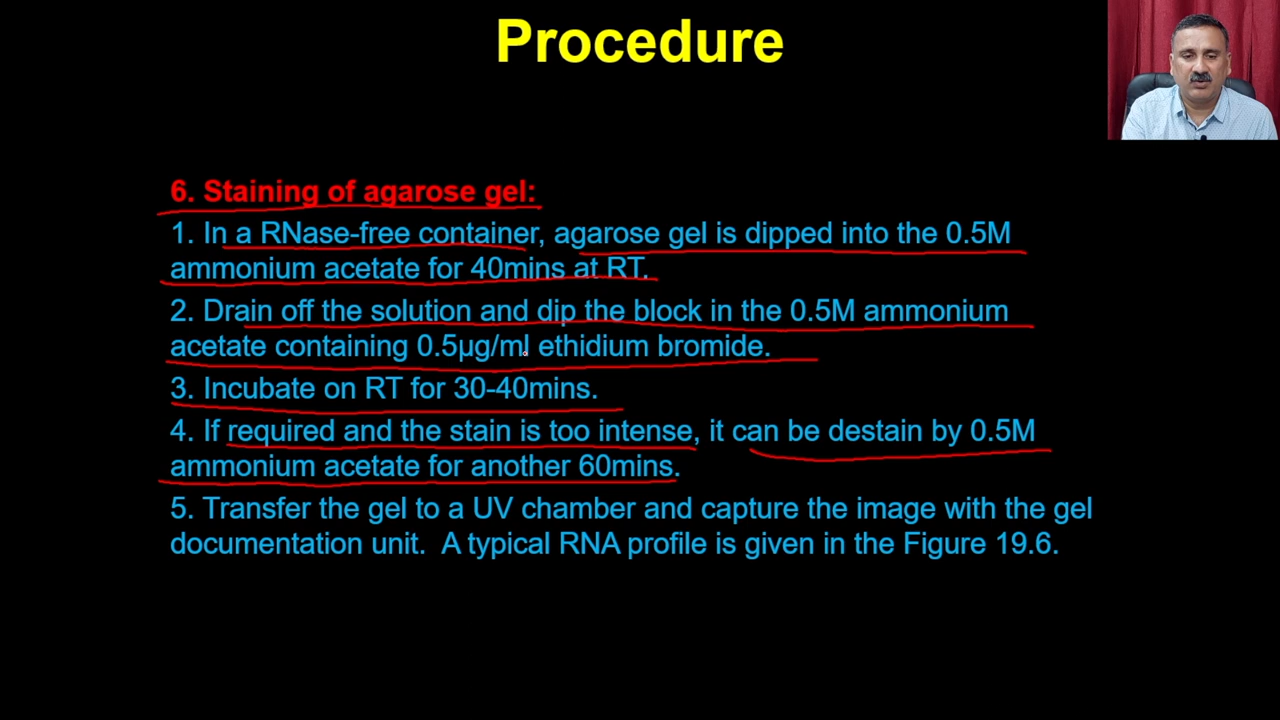 Procedure
6. Staining of agarose gel:
1. In a RNase-free container, agarose gel is dipped into the 0.5M
ammonium acetate for 40mins at RT.
2. Drain off the solution and dip the block in the 0.5M ammonium
acetate containing 0.5µg/ml ethidium bromide.
3. Incubate on RT for 30-40mins.
4. If required and the stain is too intense, it can be destain by 0.5M
ammonium acetate for another 60mins.
5. Transfer the gel to a UV chamber and capture the image with the gel
documentation unit.  A typical RNA profile is given in the Figure 19.6.